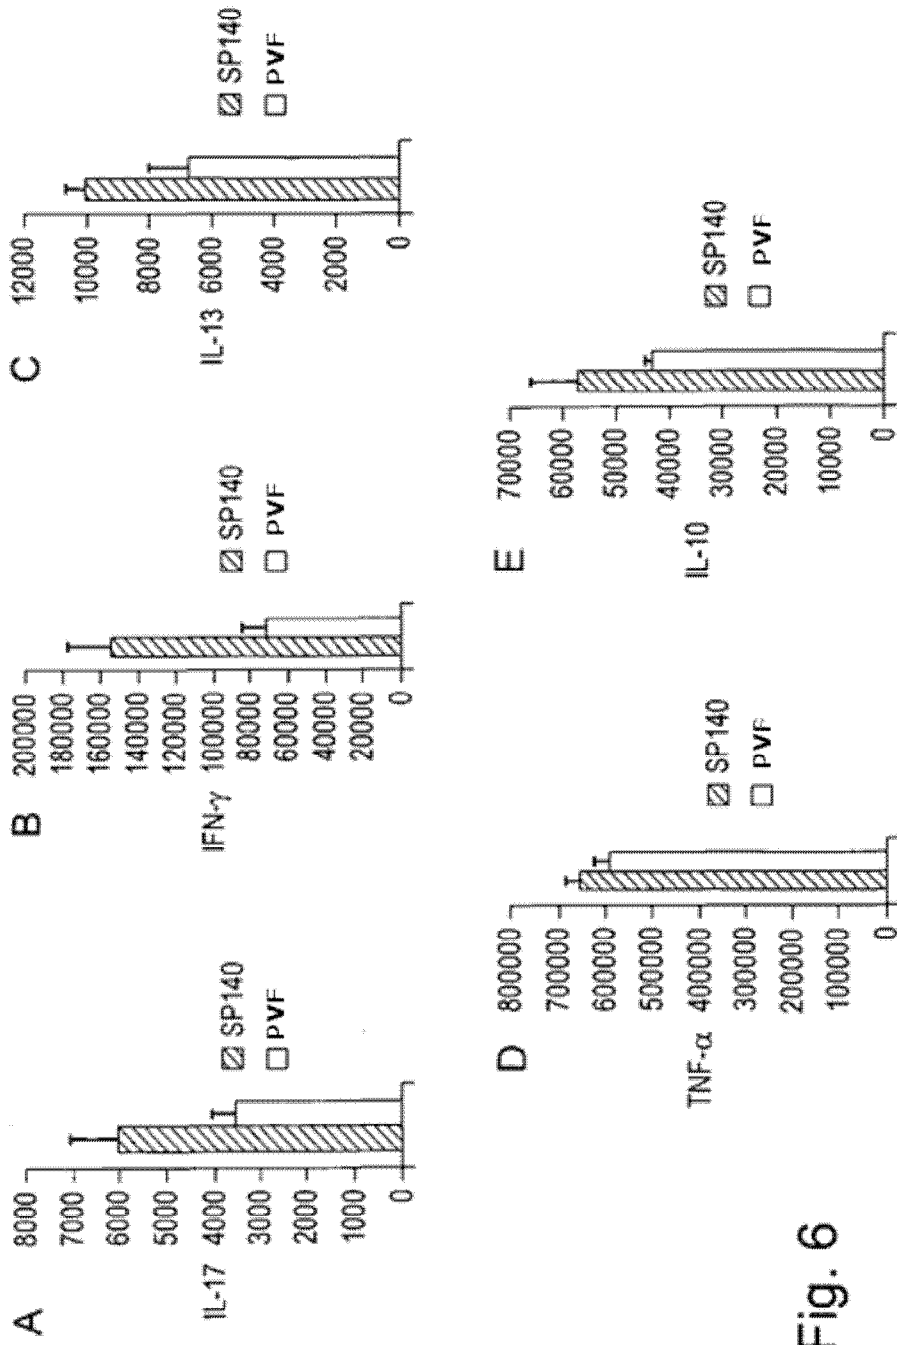 A
IL-17
8000
7000
6000
5000
4000
3000
2000
1000
0
SP140
PVF
B
IFN-γ
200000
180000
160000
140000
120000
100000
80000
60000
40000
20000
0
SP140
PVF
C
IL-13
12000
10000
8000
6000
4000
2000
0
SP140
PVF
D
TNF-α
800000
700000
600000
500000
400000
300000
200000
100000
0
SP140
PVF
E
IL-10
70000
60000
50000
40000
30000
20000
10000
0
SP140
PVF
Fig. 6